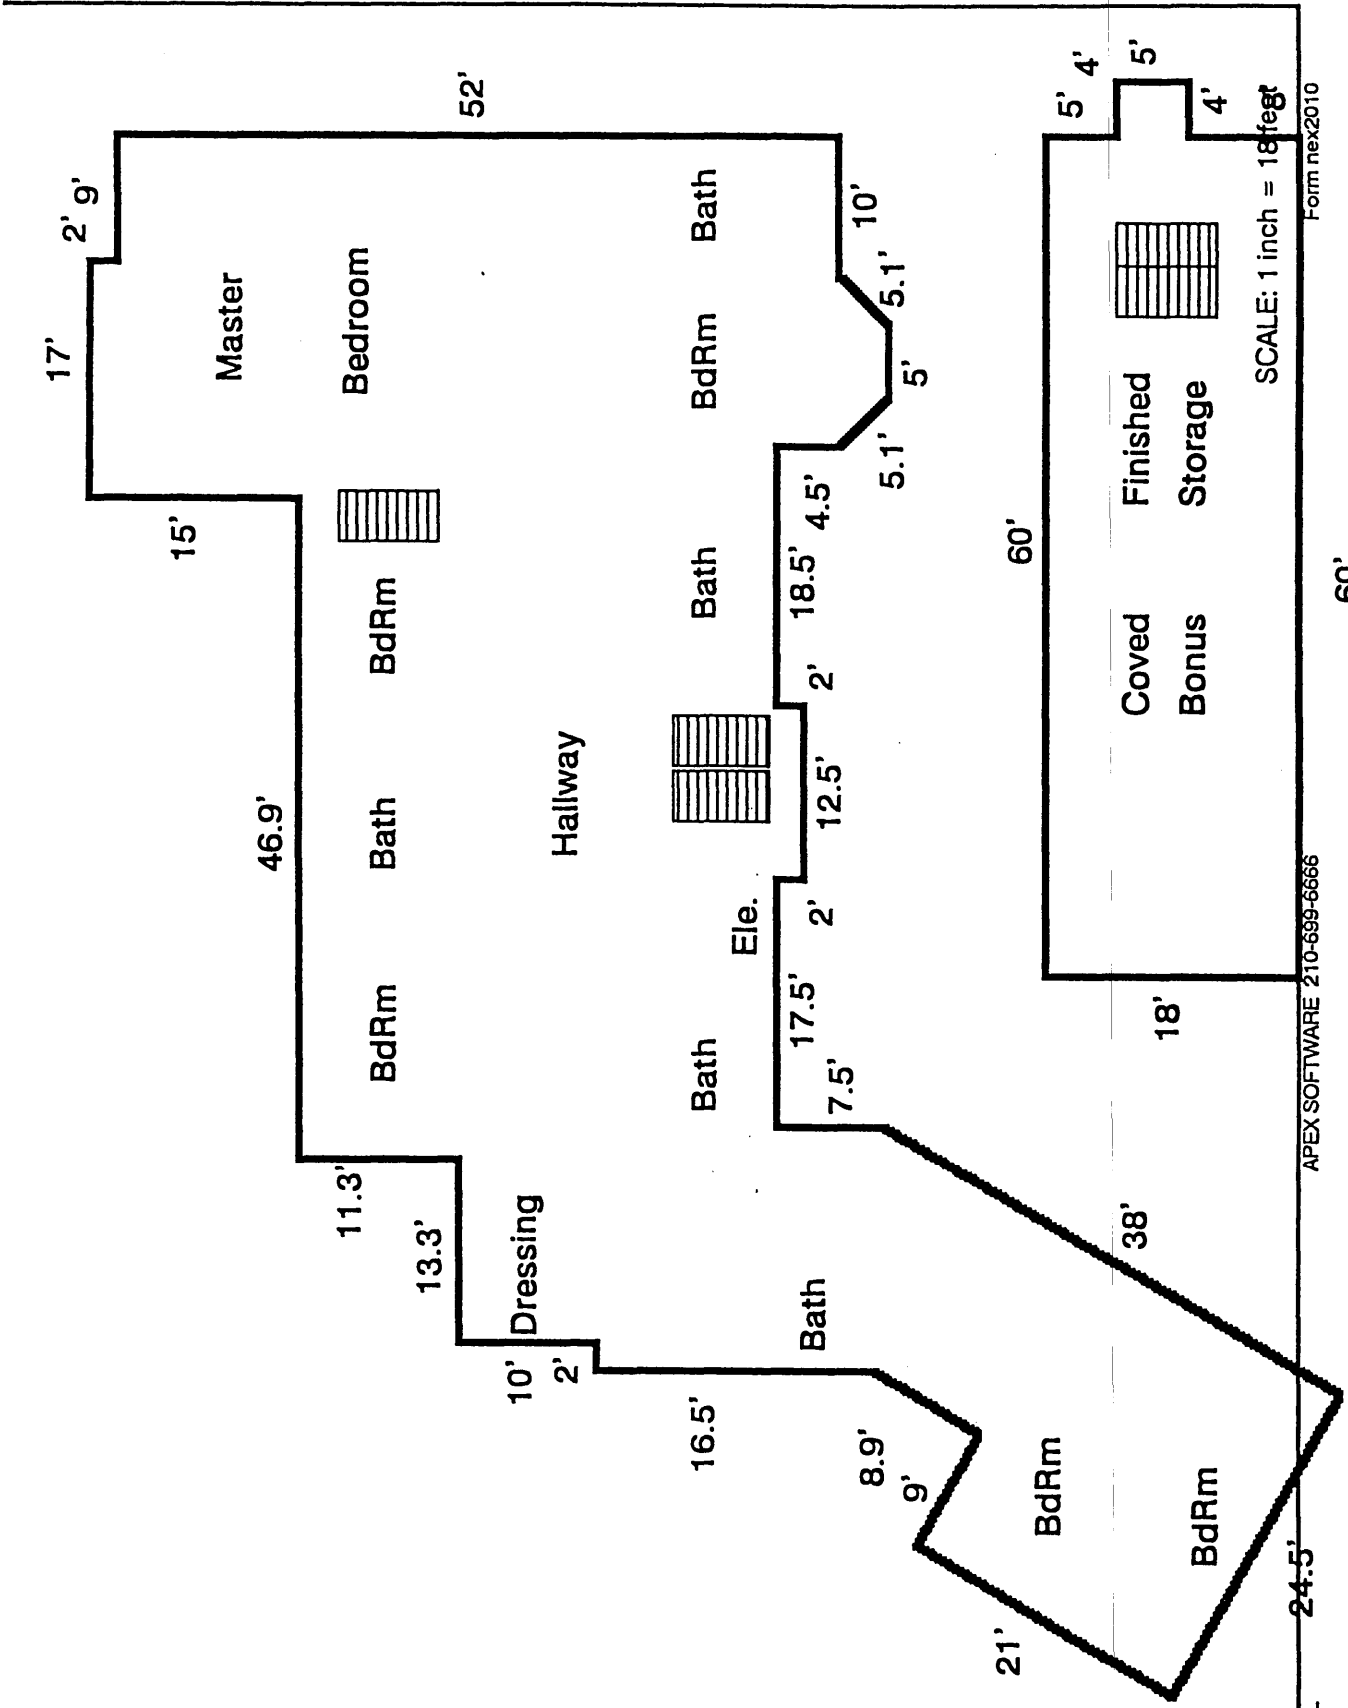 17'
2'
9'
15'
Master
46.9'
11.3'
Bedroom
BdRm
Bath
BdRm
13.3'
52'
10'
Dressing
2'
Hallway
16.5'
Bath
BdRm
Bath
Bath
Ele.
Bath
17.5'
2'
12.5'
2'
18.5'
4.5'
7.5'
10'
5.1'
5'
5.1'
8.9'
9'
21'
60'
BdRm
5'
4'
38'
Coved
Finished
5'
18'
Bonus
Storage
BdRm
4'
8'
SCALE: 1 inch = 18 feet
24.5'
APEX SOFTWARE 210-699-6666
Form nex2010
60'